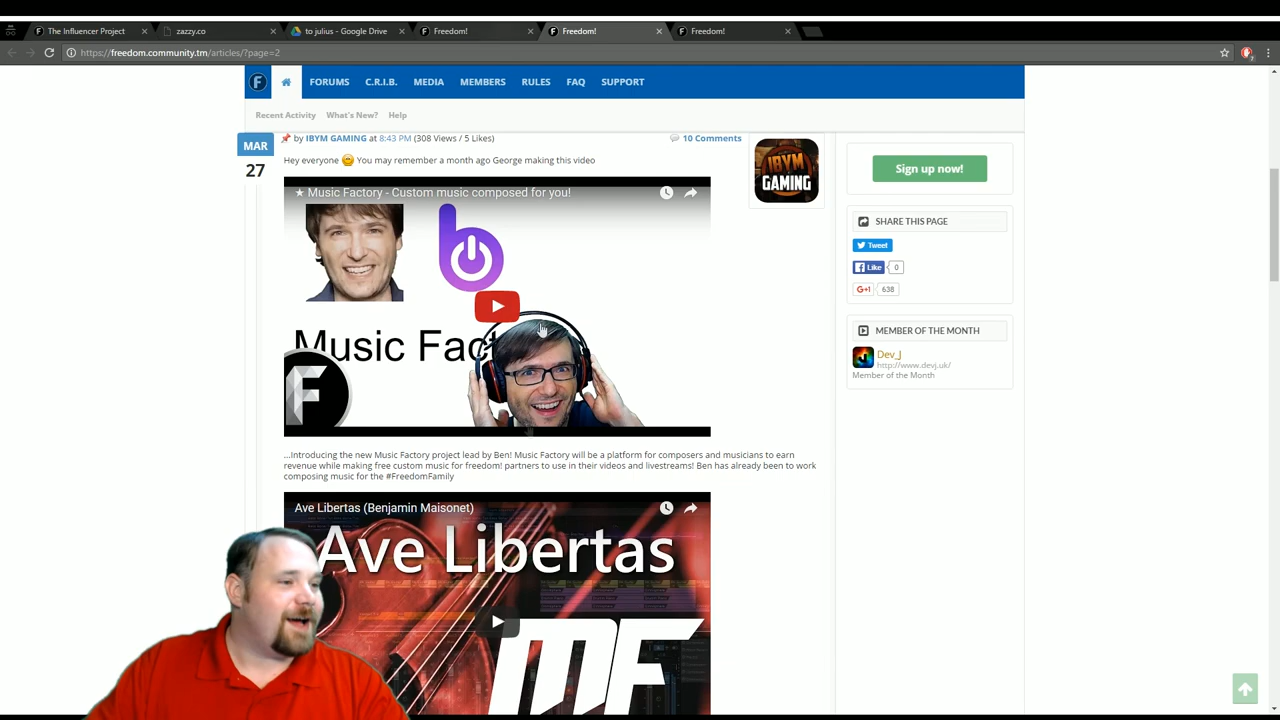 The Influencer Project
zazzy.co
to julius - Google Drive
Freedom!
Freedom!
Freedom!
https://freedom.community.tm/articles/?page=2
F
FORUMS
C.R.I.B.
MEDIA
MEMBERS
RULES
FAQ
SUPPORT
Recent Activity
What's New?
Help
MAR
27
by IBYM GAMING at 8:43 PM (308 Views / 5 Likes)
10 Comments
Hey everyone You may remember a month ago George making this video
★ Music Factory - Custom music composed for you!
Music Fact
F
IBYM
GAMING
...Introducing the new Music Factory project lead by Ben! Music Factory will be a platform for composers and musicians to earn
revenue while making free custom music for freedom! partners to use in their videos and livestreams! Ben has already been to work
composing music for the #FreedomFamily
Ave Libertas (Benjamin Maisonet)
Ave Libertas
MF
Sign up now!
SHARE THIS PAGE
Tweet
Like 0
G+1 638
MEMBER OF THE MONTH
Dev_J
http://www.devj.uk/
Member of the Month